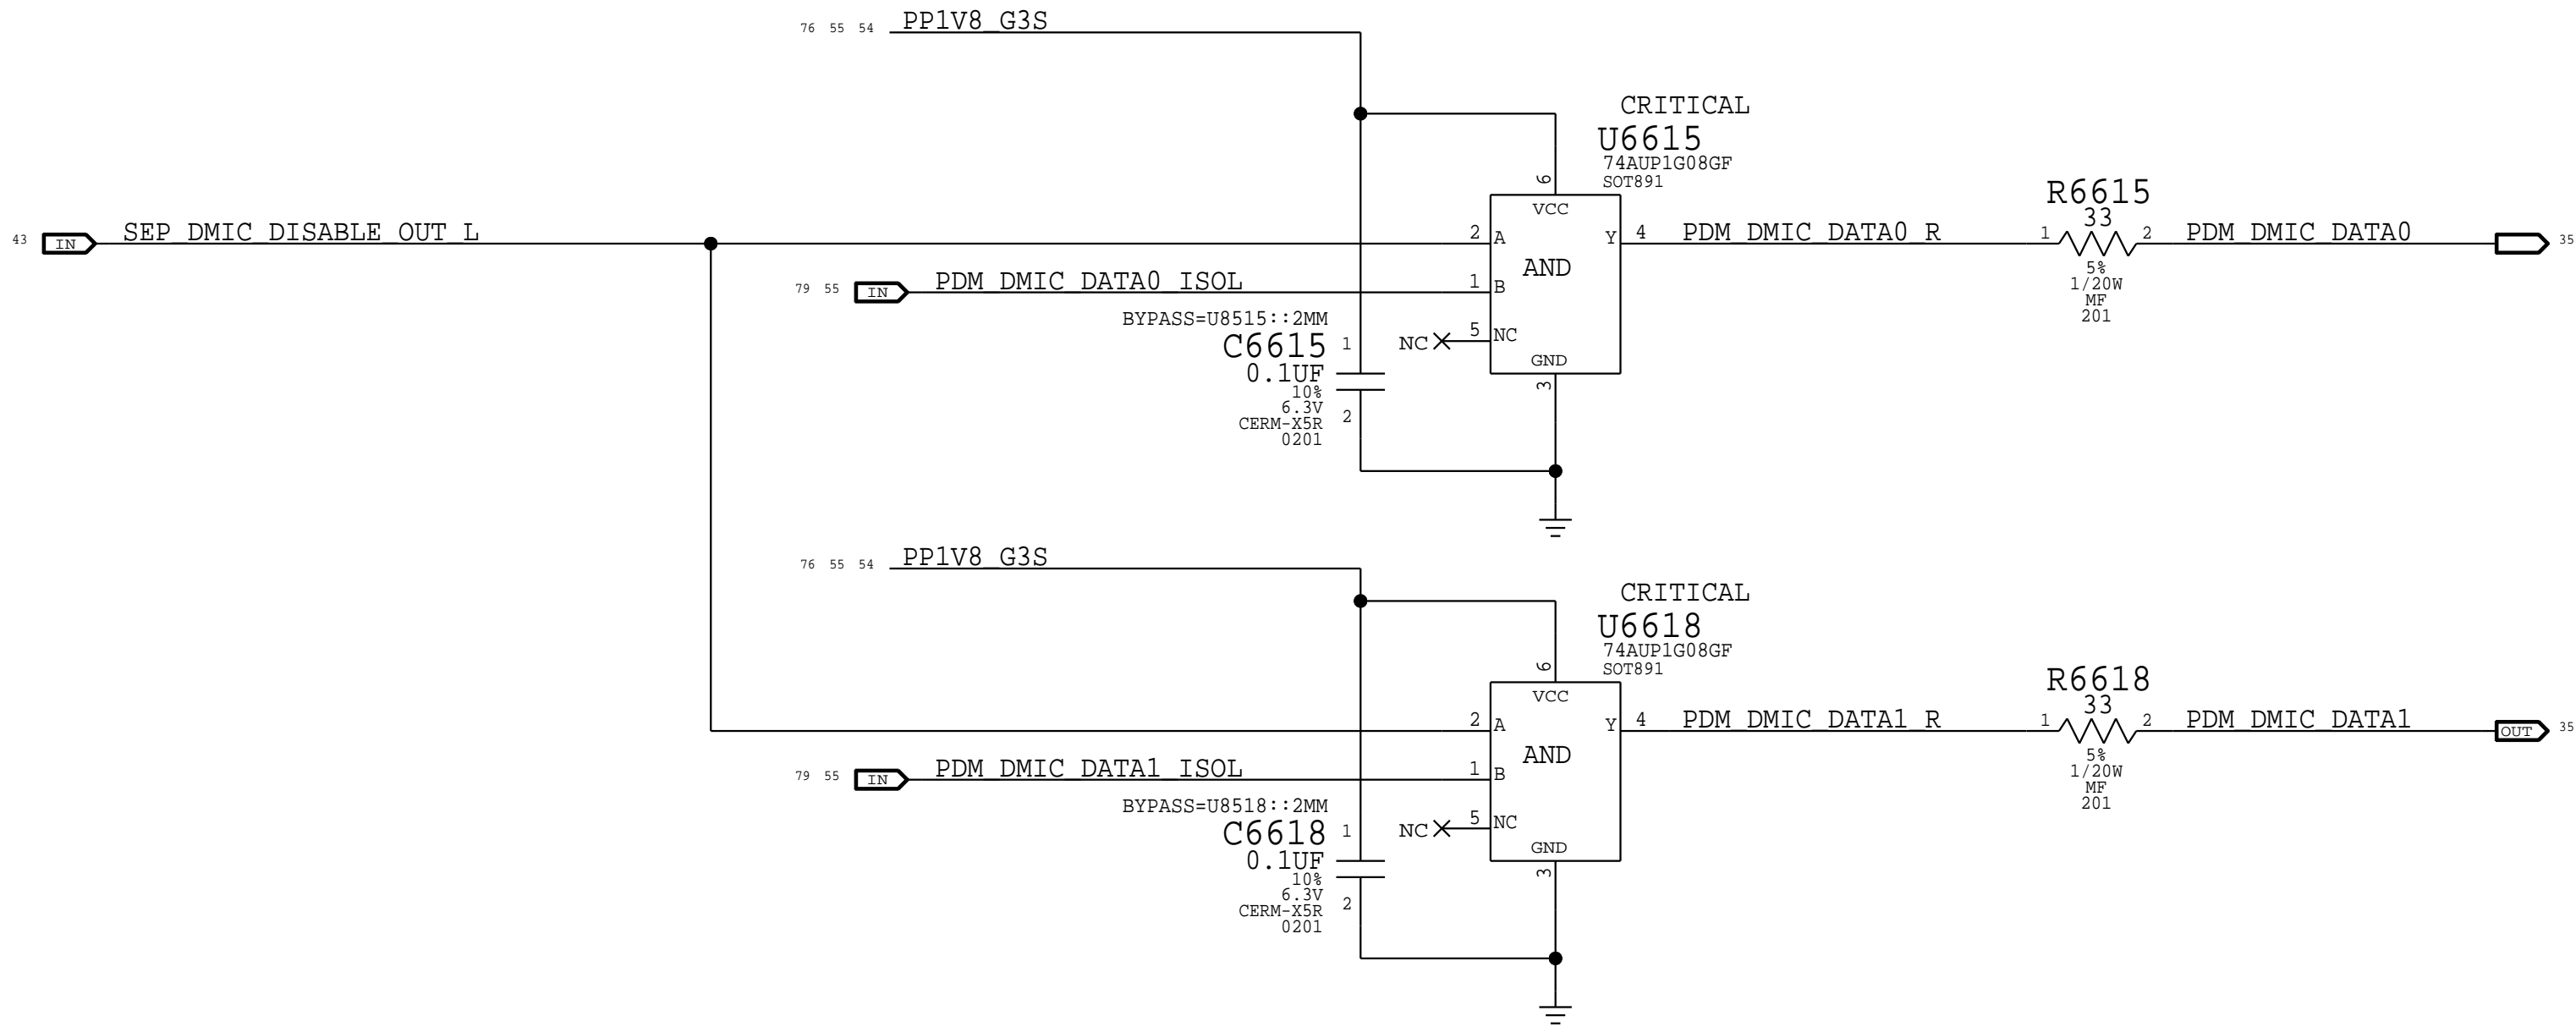 76 55 54 PP1V8_G3S
CRITICAL
U6615
74AUP1G08GF
SOT891
6
VCC
43 IN SEP_DMIC_DISABLE_OUT_L
2 A
Y 4
PDM_DMIC_DATA0_R
R6615
33
1
2
5%
1/20W
MF
201
PDM_DMIC_DATA0
35
AND
79 55 IN PDM_DMIC_DATA0_ISOL
1 B
BYPASS=U8515::2MM
C6615 1
0.1UF
10%
6.3V
2
CERM-X5R
0201
NC 5 NC
GND
3
76 55 54 PP1V8_G3S
CRITICAL
U6618
74AUP1G08GF
SOT891
6
VCC
2 A
Y 4
PDM_DMIC_DATA1_R
R6618
33
1
2
5%
1/20W
MF
201
PDM_DMIC_DATA1
OUT 35
AND
79 55 IN PDM_DMIC_DATA1_ISOL
1 B
BYPASS=U8518::2MM
C6618 1
0.1UF
10%
6.3V
2
CERM-X5R
0201
NC 5 NC
GND
3